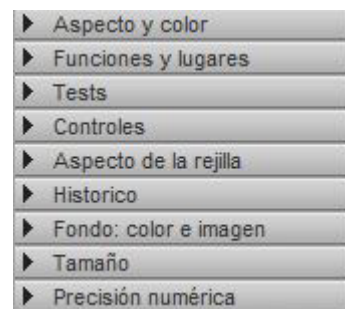 Aspecto y color
Funciones y lugares
Tests
Controles
Aspecto de la rejilla
Historico
Fondo: color e imagen
Tamaño
Precisión numérica